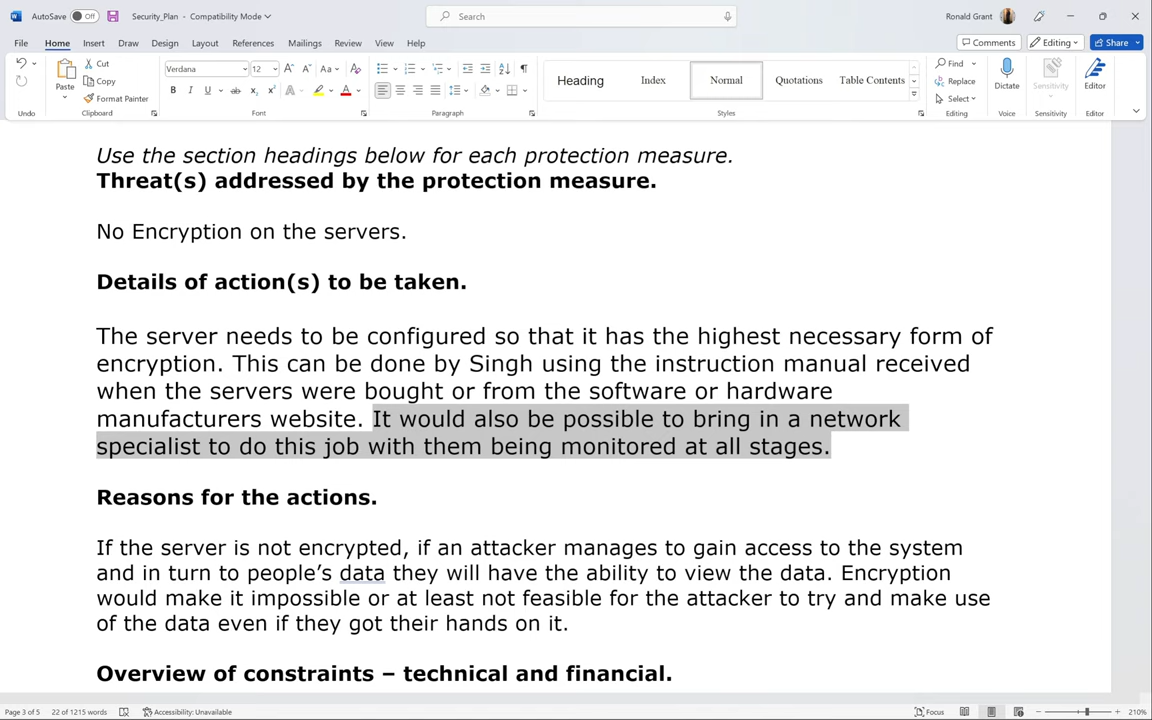 AutoSave Off Security_Plan - Compatibility Mode Search Ronald Grant
File Home Insert Draw Design Layout References Mailings Review View Help Comments Editing Share
Paste Cut Copy Format Painter Verdana 12 Aa Heading Index Normal Quotations Table Contents Find Replace Select Dictate Sensitivity Editor
Undo Clipboard Font Paragraph Styles Editing Voice Sensitivity Editor
Use the section headings below for each protection measure.
Threat(s) addressed by the protection measure.
No Encryption on the servers.
Details of action(s) to be taken.
The server needs to be configured so that it has the highest necessary form of
encryption. This can be done by Singh using the instruction manual received
when the servers were bought or from the software or hardware
manufacturers website. It would also be possible to bring in a network
specialist to do this job with them being monitored at all stages.
Reasons for the actions.
If the server is not encrypted, if an attacker manages to gain access to the system
and in turn to people’s data they will have the ability to view the data. Encryption
would make it impossible or at least not feasible for the attacker to try and make use
of the data even if they got their hands on it.
Overview of constraints – technical and financial.
Page 3 of 5 22 of 1215 words Accessibility: Unavailable Focus 210%